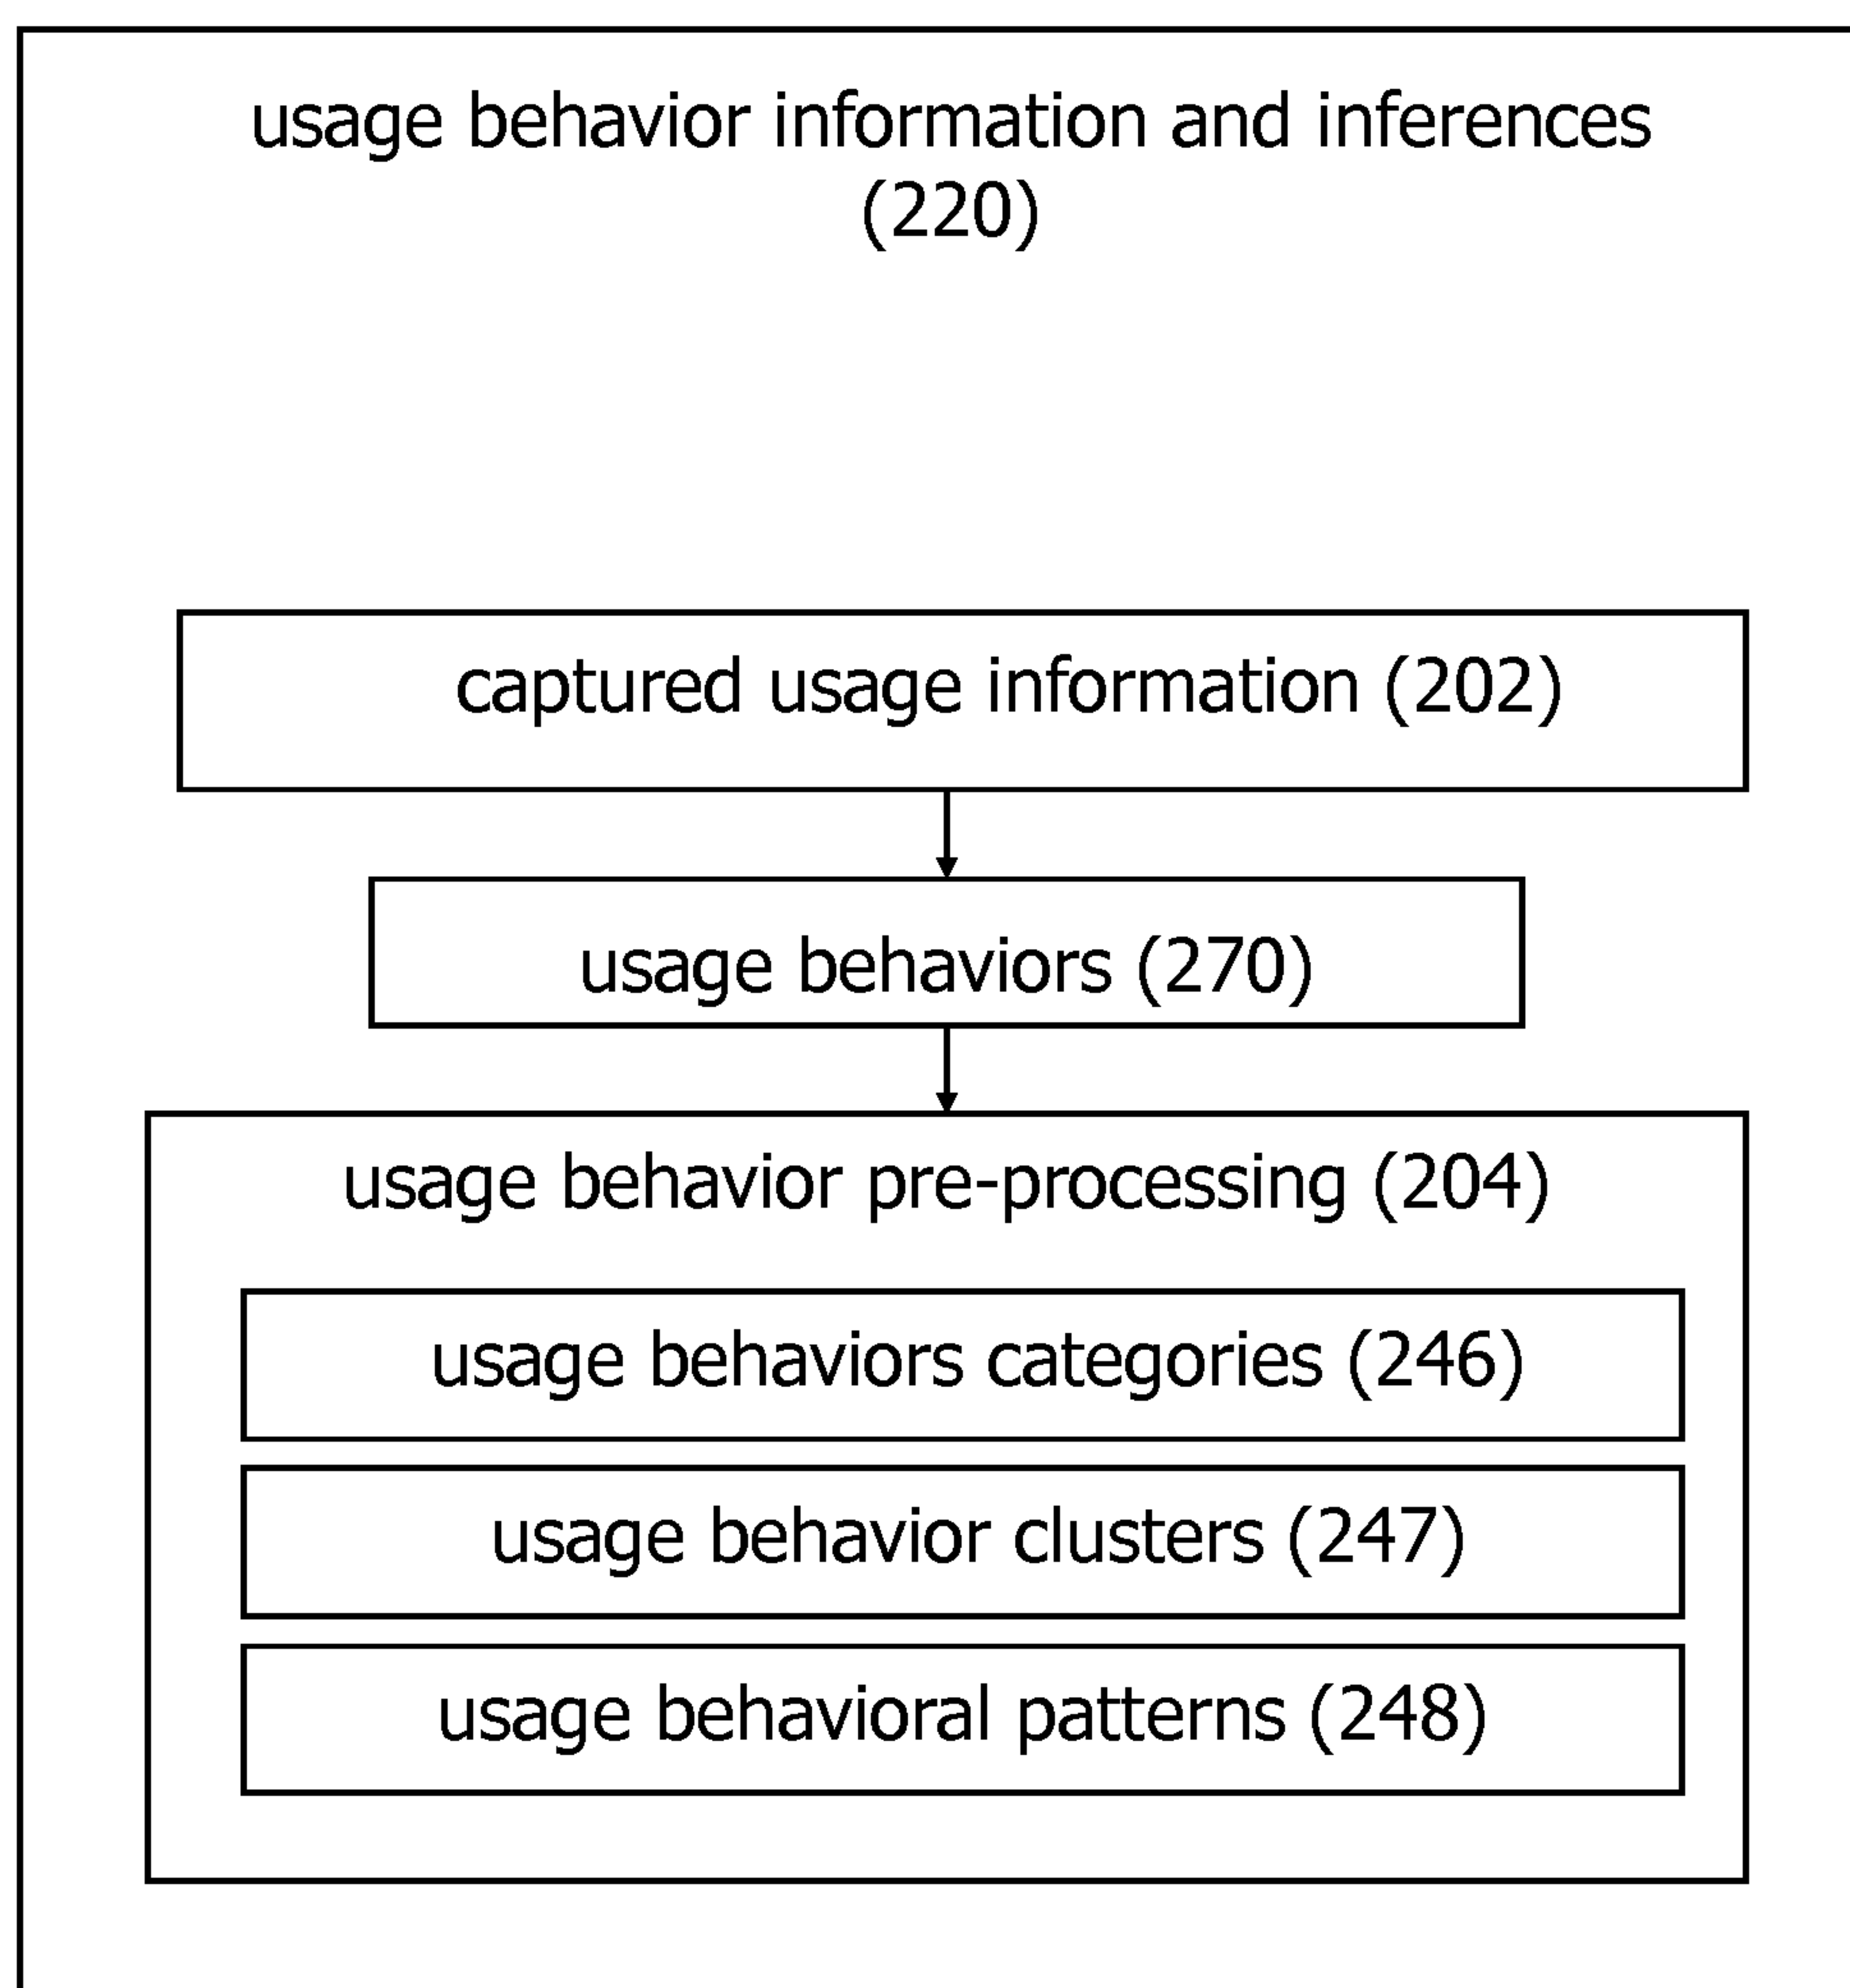 usage behavior information and inferences
(220)
captured usage information (202)
usage behaviors (270)
usage behavior pre-processing (204)
usage behaviors categories (246)
usage behavior clusters (247)
usage behavioral patterns (248)